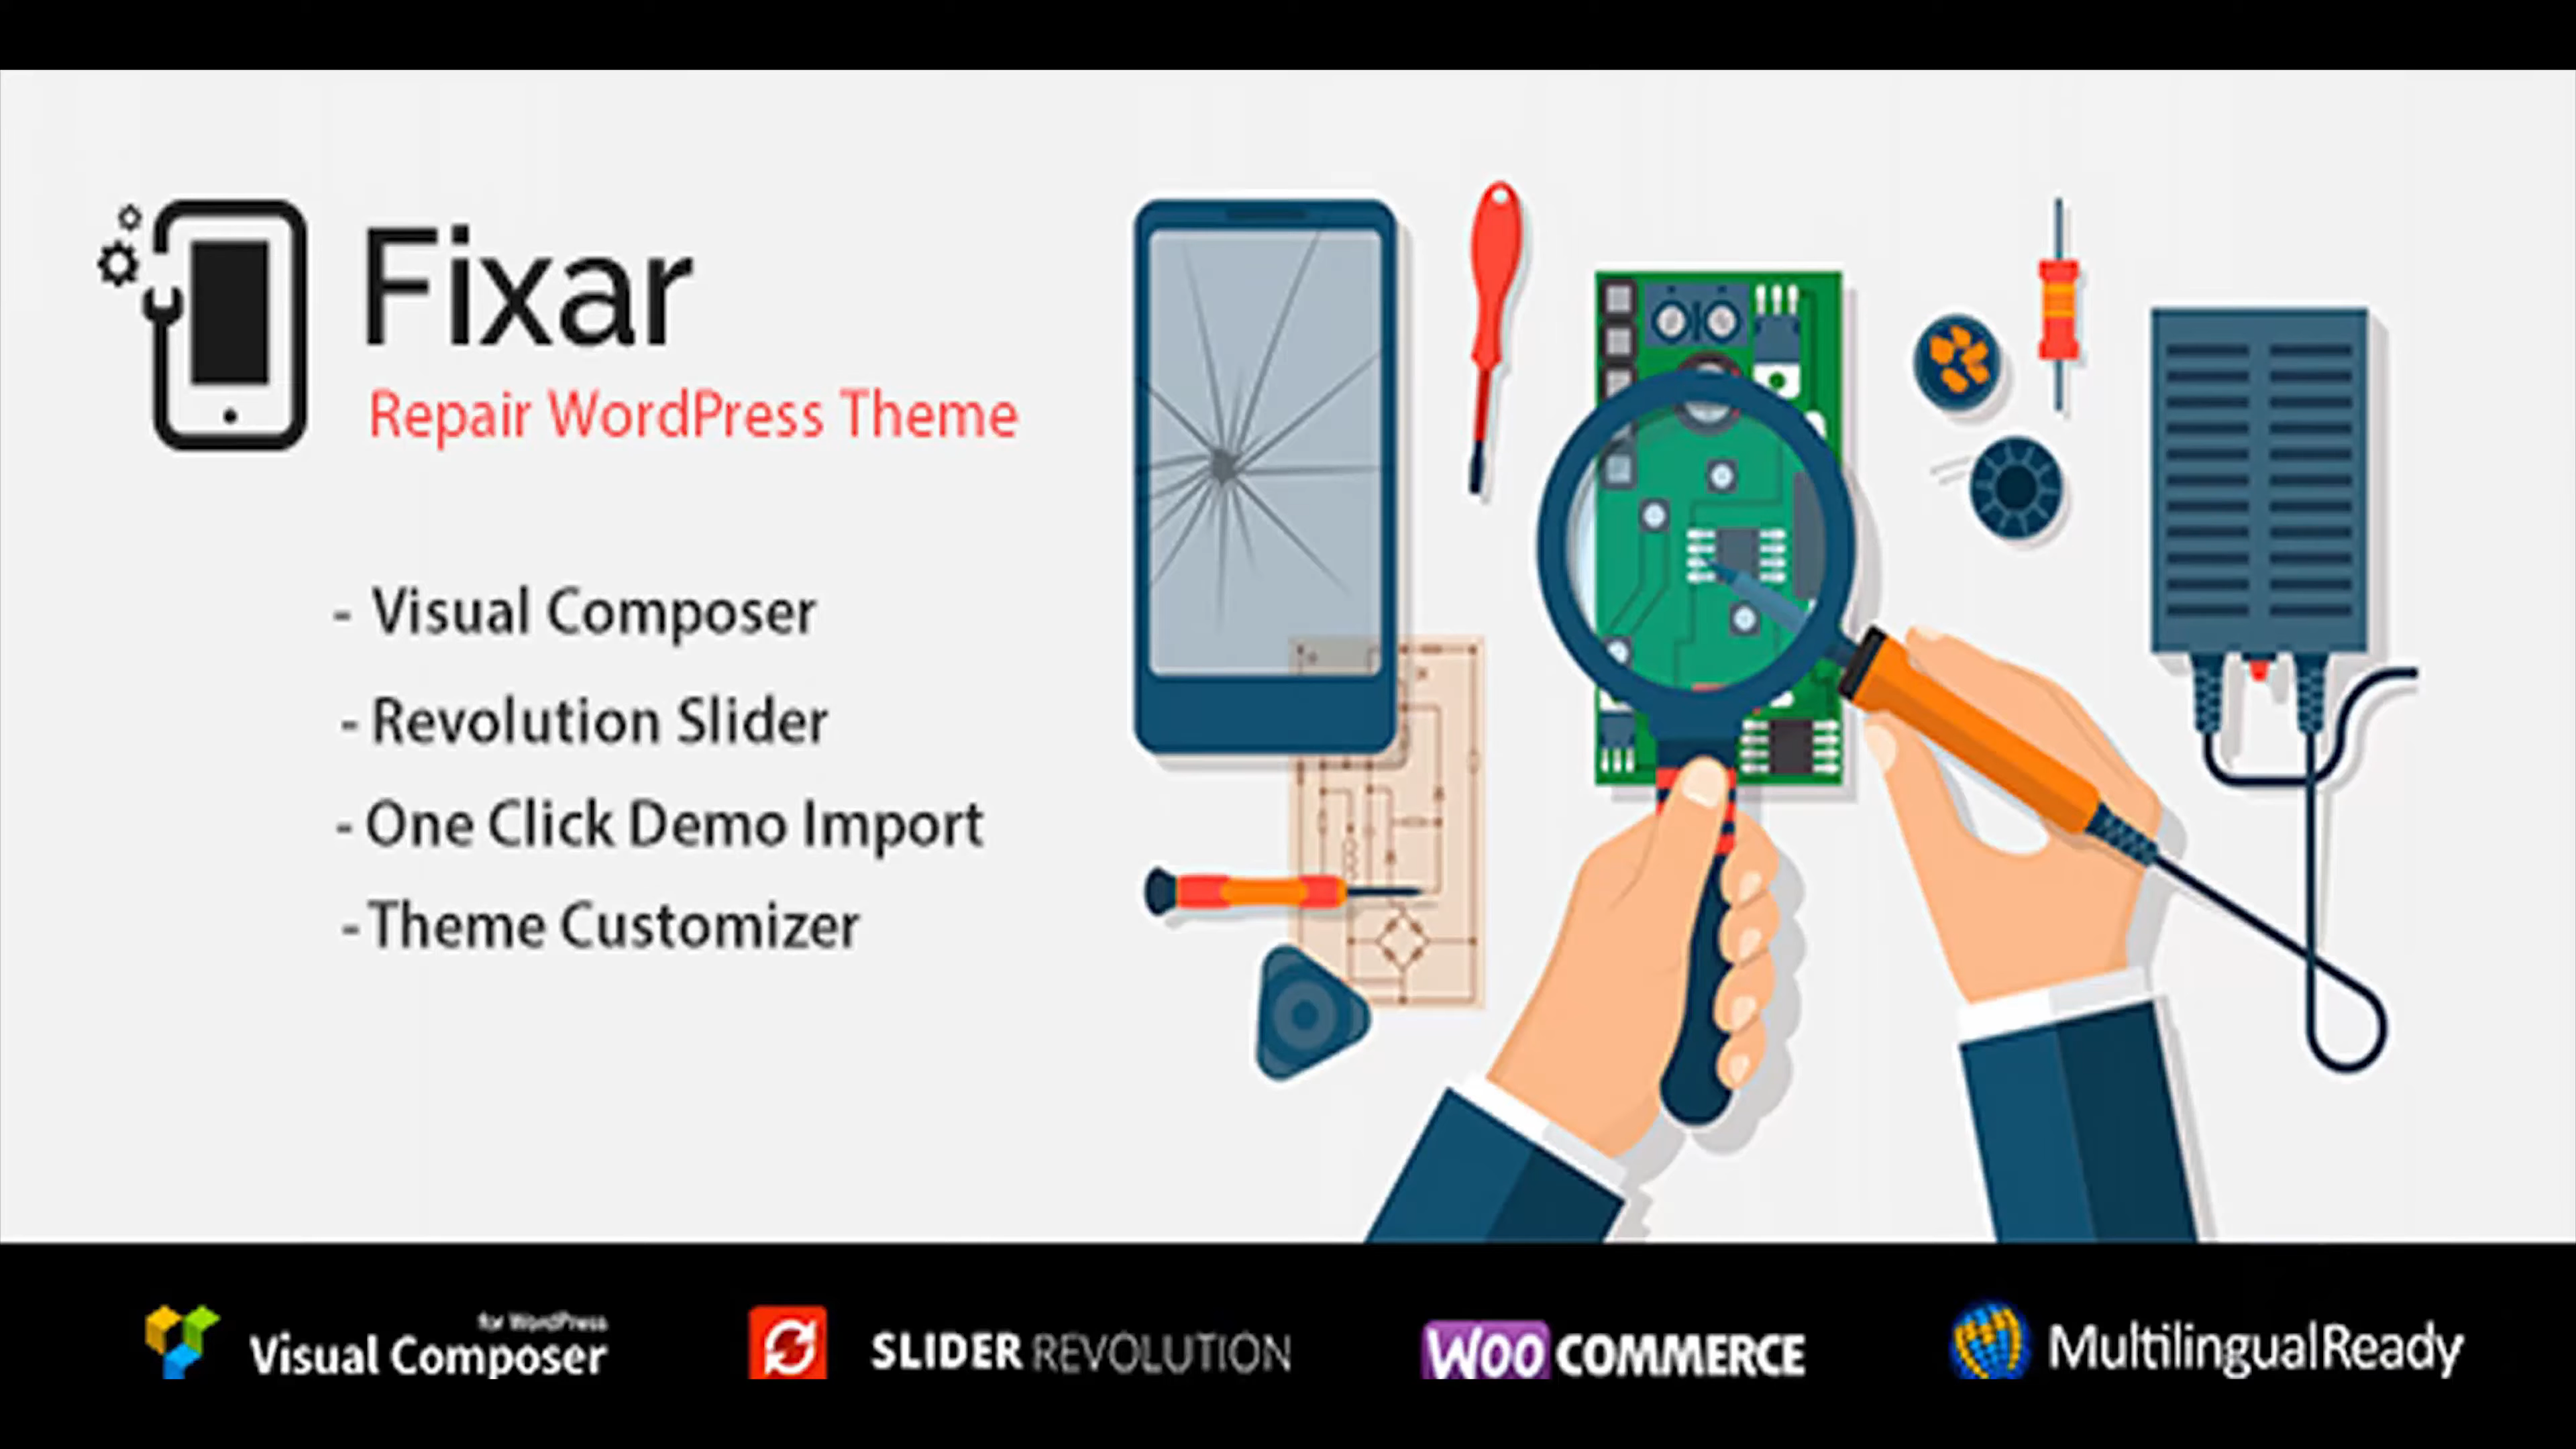 Fixar
Repair WordPress Theme
- Visual Composer
- Revolution Slider
- One Click Demo Import
- Theme Customizer
for WordPress
Visual Composer
SLIDER REVOLUTION
WOO COMMERCE
MultilingualReady